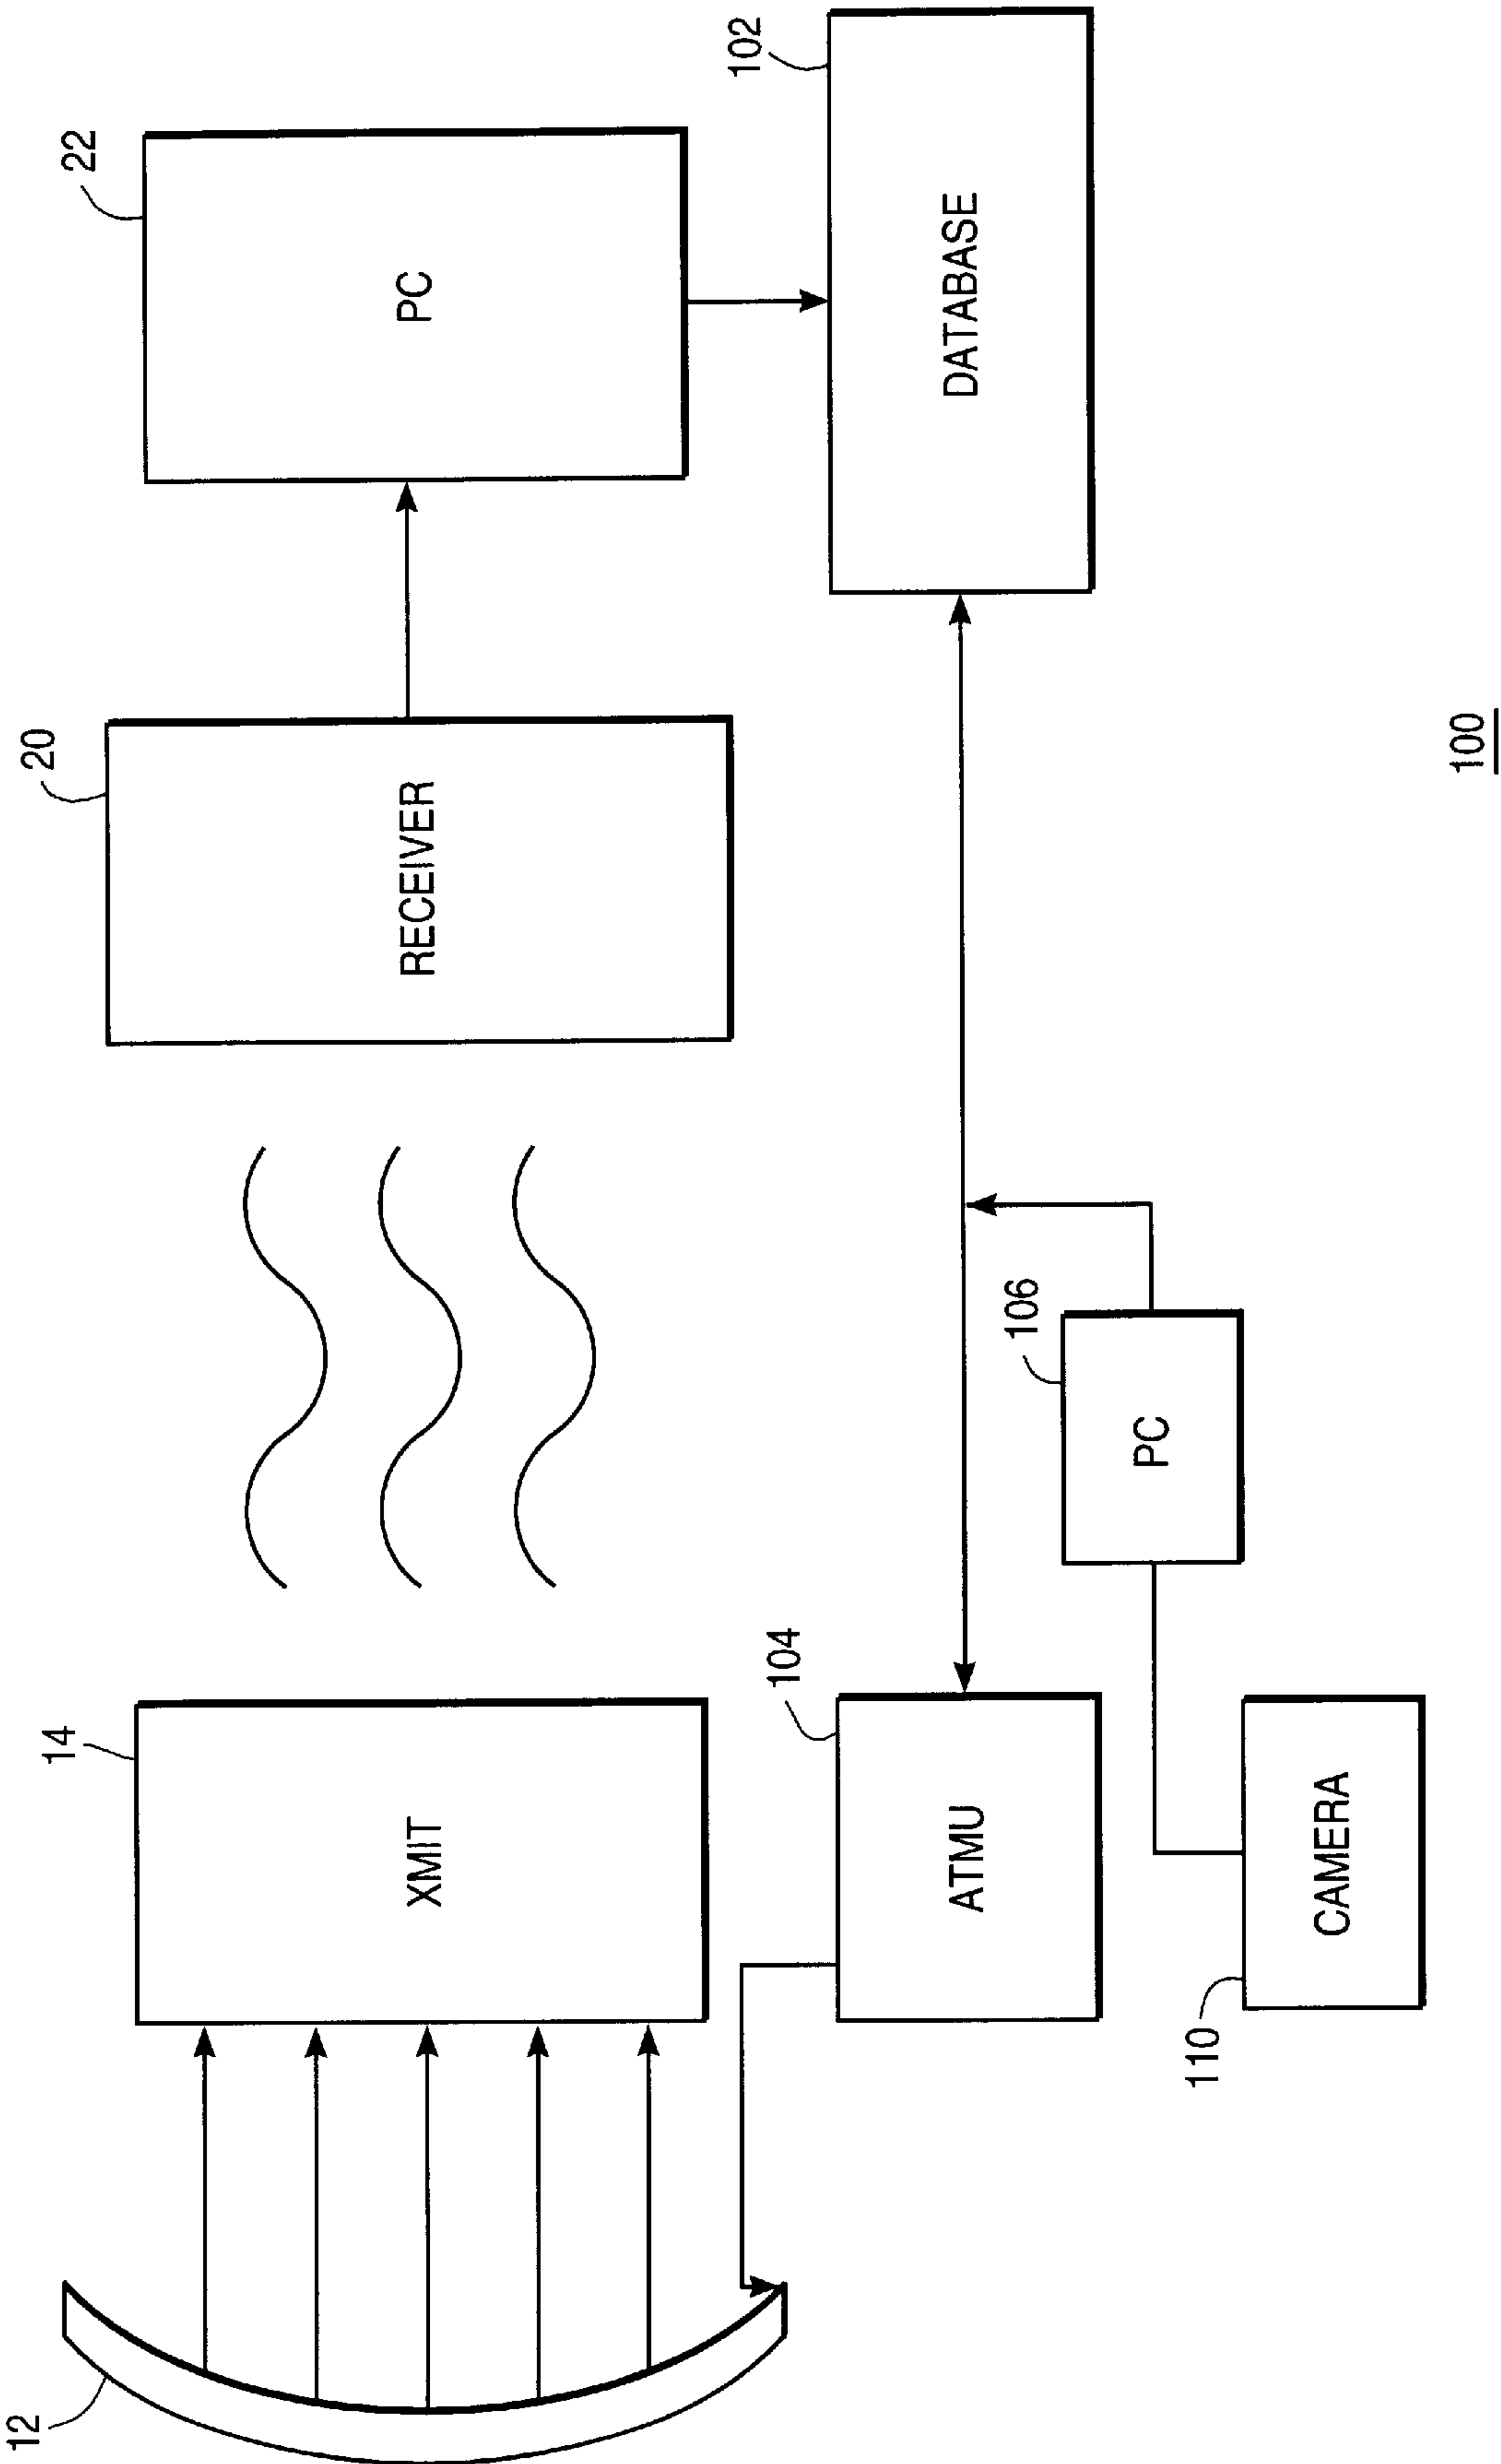 12
14
XMIT
20
RECEIVER
22
PC
102
DATABASE
104
ATMU
106
PC
110
CAMERA
100